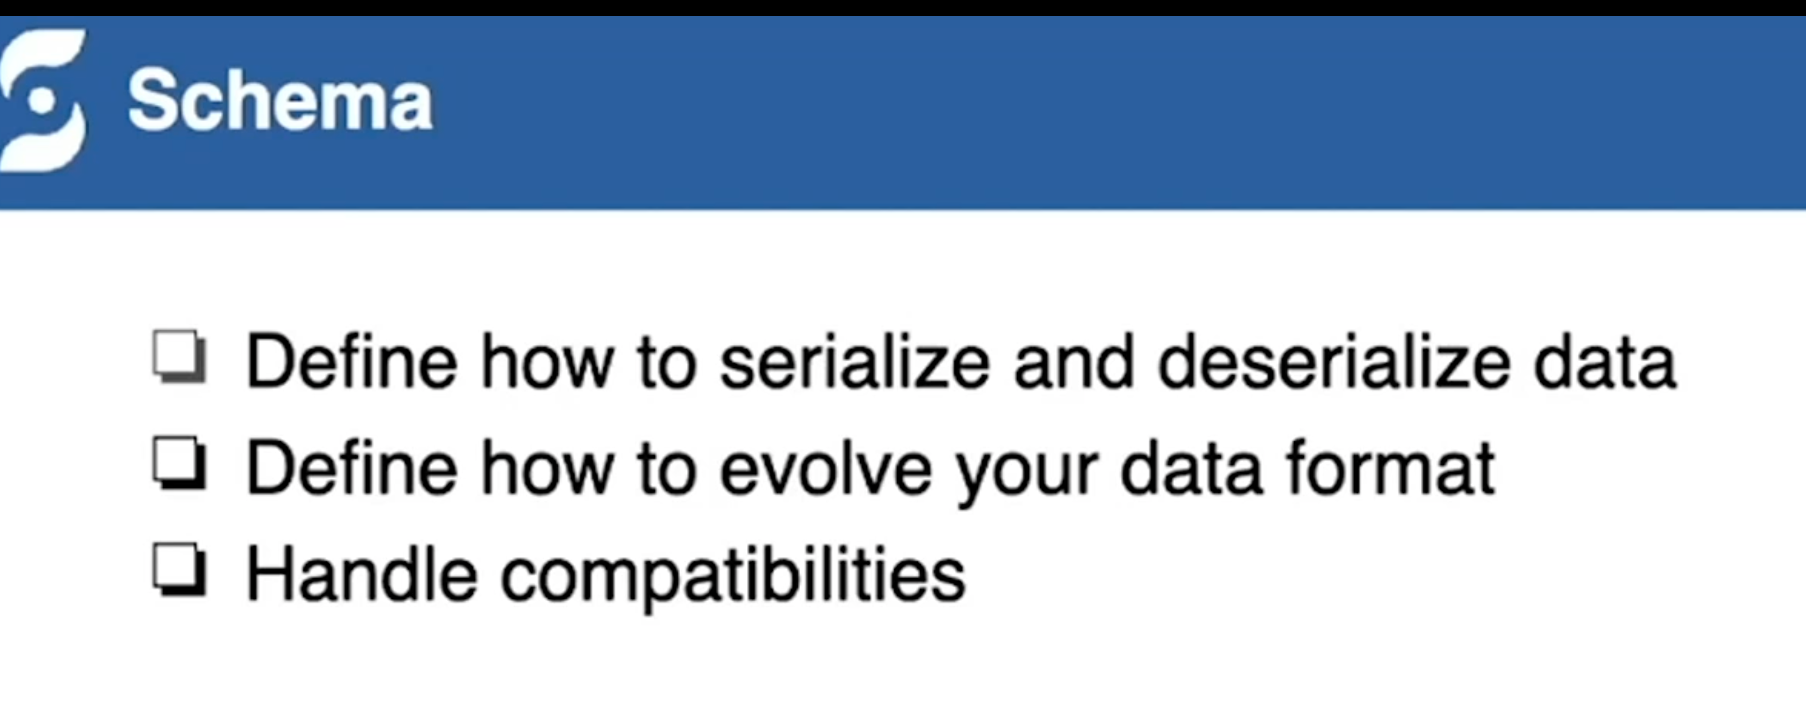 Schema
Define how to serialize and deserialize data
Define how to evolve your data format
Handle compatibilities